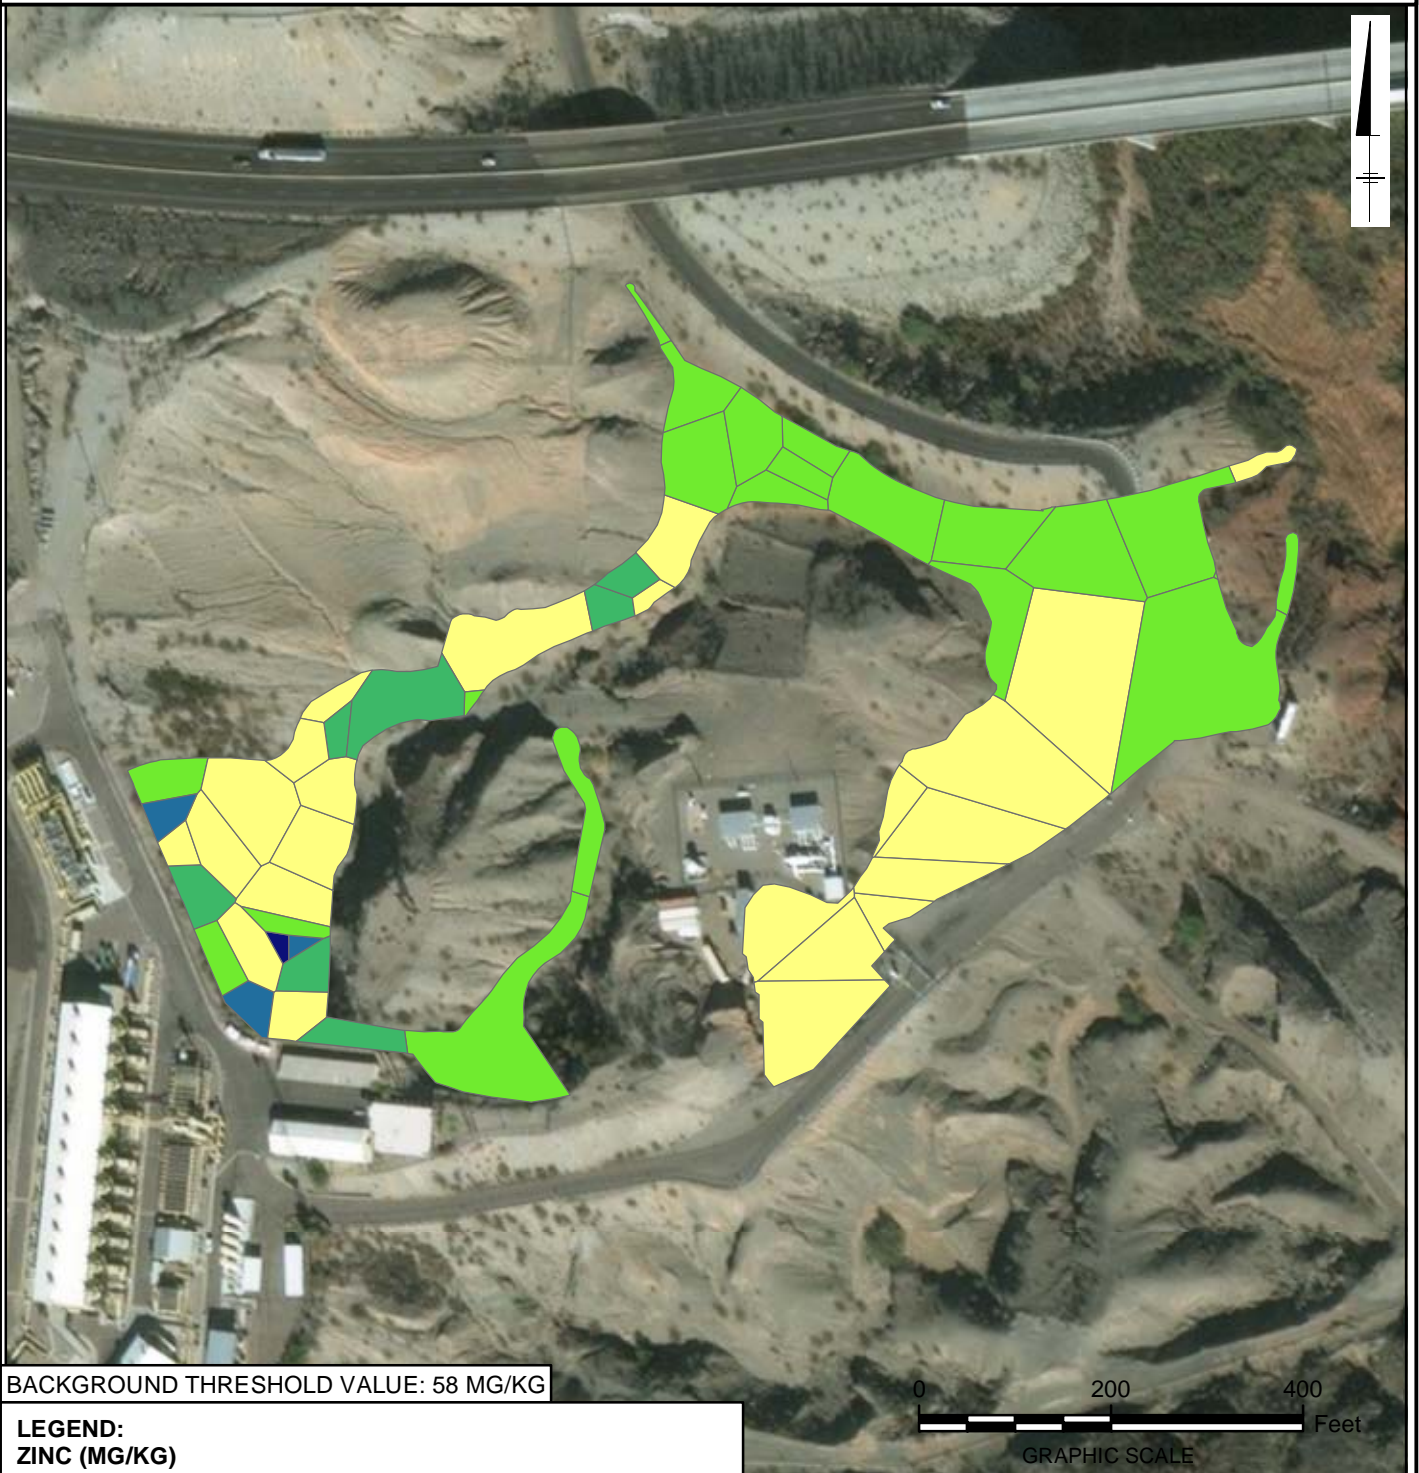 BACKGROUND THRESHOLD VALUE: 58 MG/KG
LEGEND:
ZINC (MG/KG)
0 200 400
Feet
GRAPHIC SCALE